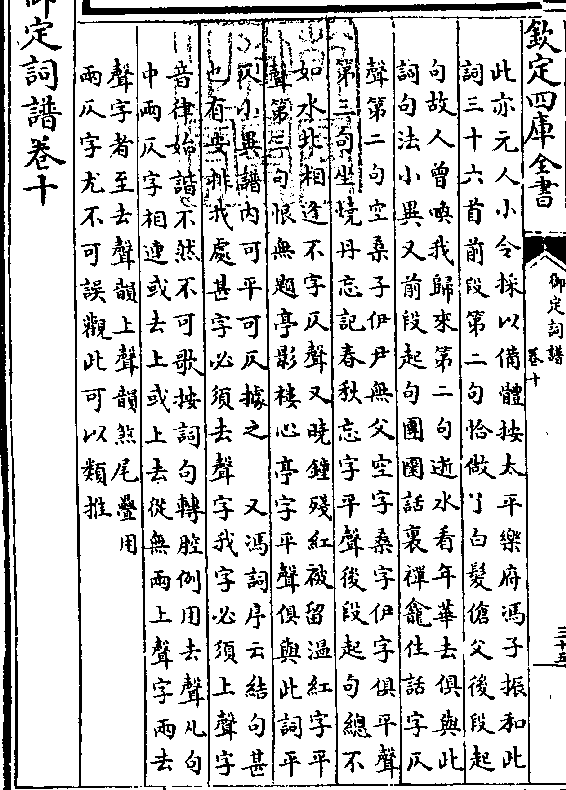 欽定四庫全書
御定詞譜
卷十
三十五
此亦元人小令採以備體按太平樂府馮子振和此
詞三十六首前段第二句恰做了白髮傖父後段起
句故人曾喚我歸來第二句逝水看年華去俱與此
詞句法小異又前段起句團圞話裏禪龕住話字仄
聲第二句空桑子伊尹無父空字桑字伊字俱平聲
第三句坐燒丹忘記春秋忘字平聲後段起句總不
如水北相逢不字仄聲又曉鐘殘紅被留温紅字平
聲第三句恨無題亭影樓心亭字平聲俱與此詞平
仄小異譜內可平可仄據之　又馮詞序云結句甚
也有安排我處甚字必須去聲字我字必須上聲字
音律始諧不然不可歌按詞句轉腔例用去聲凡句
中兩仄字相連或去上或上去從無兩上聲字兩去
聲字者至去聲韻上聲韻煞尾疊用
兩仄字尤不可誤觀此可以類推
御定詞譜卷十